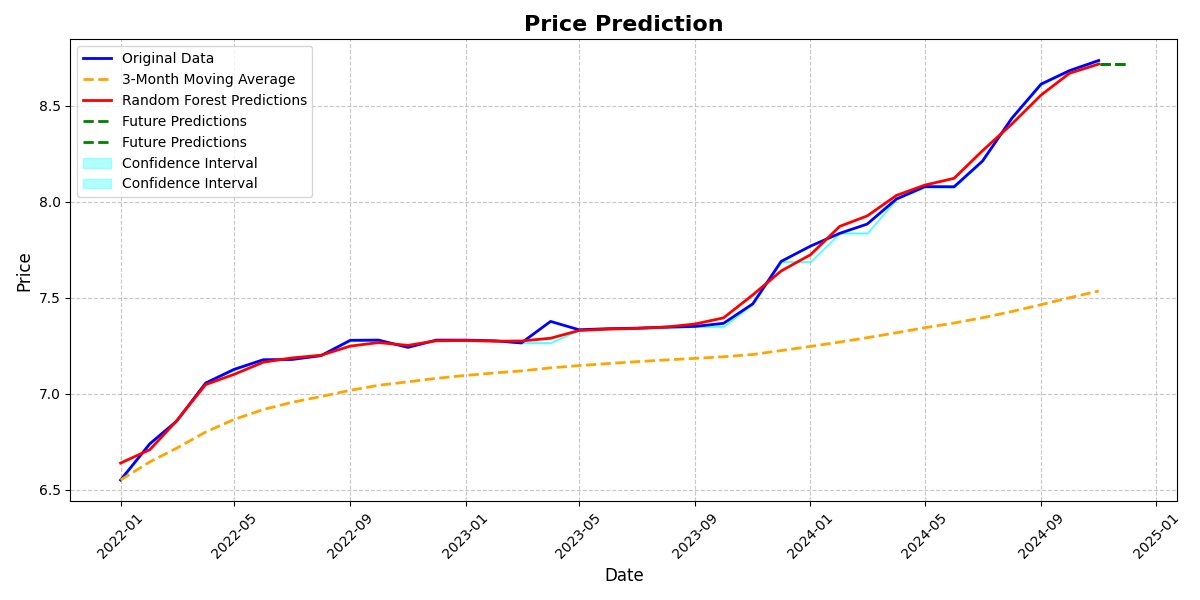 Price Prediction
Original Data
3-Month Moving Average
Random Forest Predictions
Future Predictions
Future Predictions
Confidence Interval
Confidence Interval
Price
8.5
8.0
7.5
7.0
6.5
2022-01
2022-05
2022-09
2023-01
2023-05
2023-09
2024-01
2024-05
2024-09
2025-01
Date